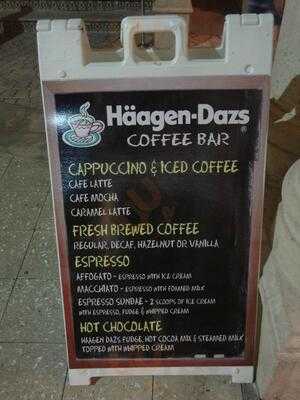 Häagen-Dazs®
COFFEE BAR
CAPPUCCINO & ICED COFFEE
CAFE LATTE
CAFE MOCHA
CARAMEL LATTE
FRESH BREWED COFFEE
REGULAR, DECAF, HAZELNUT OR VANILLA
ESPRESSO
AFFOGATO - ESPRESSO WITH ICE CREAM
MACCHIATO - ESPRESSO WITH FOAMED MILK
ESPRESSO SUNDAE - 2 SCOOPS OF ICE CREAM
WITH ESPRESSO, FUDGE & WHIPPED CREAM
HOT CHOCOLATE
HAAGEN DAZS FUDGE, HOT COCOA MIX & STEAMED MILK
TOPPED WITH WHIPPED CREAM